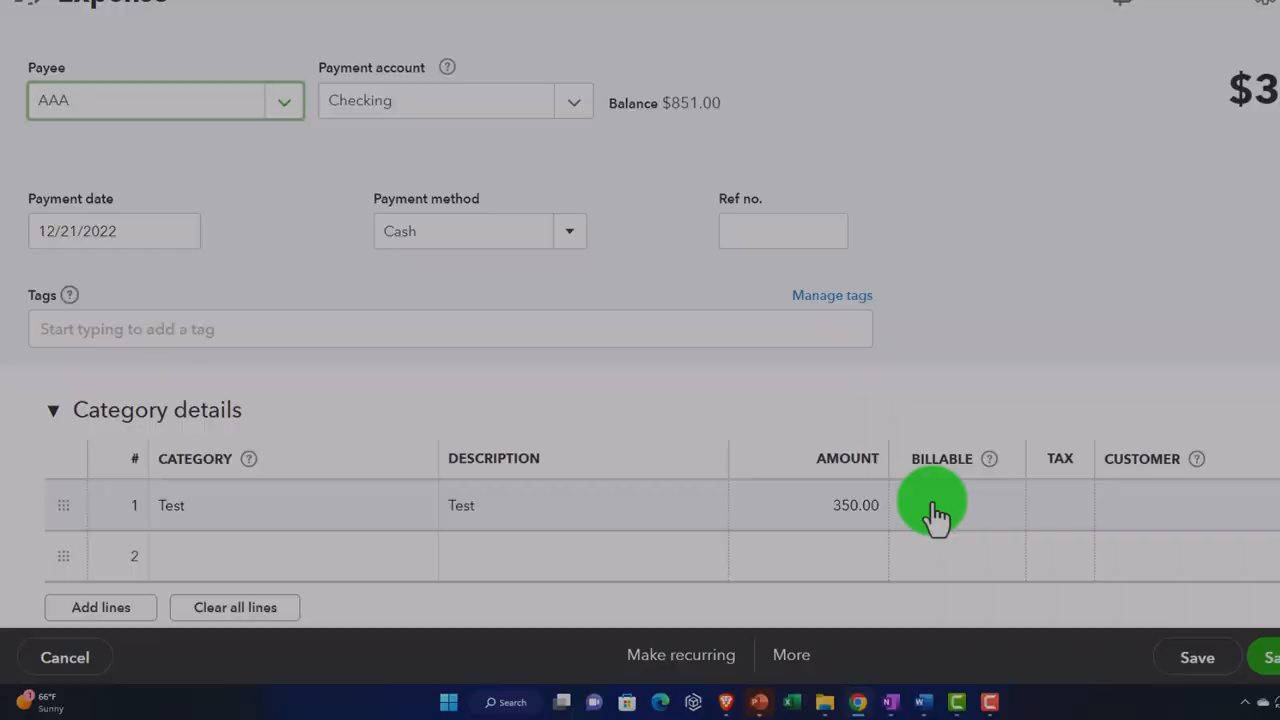 Expense
Payee
Payment account ?
AAA
Checking
Balance $851.00
$3
Payment date
Payment method
Ref no.
12/21/2022
Cash
Tags ?
Manage tags
Start typing to add a tag
Category details
# CATEGORY ? DESCRIPTION AMOUNT BILLABLE ? TAX CUSTOMER ?
1 Test Test 350.00
2
Add lines Clear all lines
Cancel Make recurring More Save Sa
1 66°F
Sunny
Search